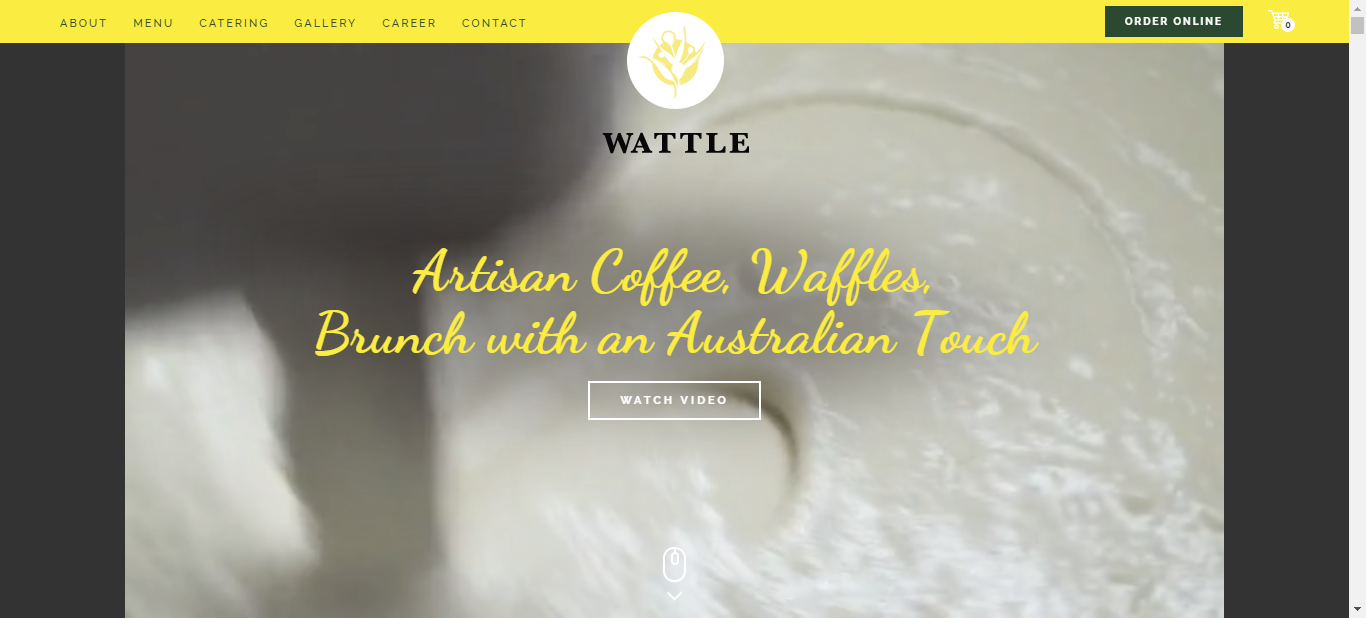 ABOUT MENU CATERING GALLERY CAREER CONTACT ORDER ONLINE 0
WATTLE
Artisan Coffee, Waffles,
Brunch with an Australian Touch
WATCH VIDEO